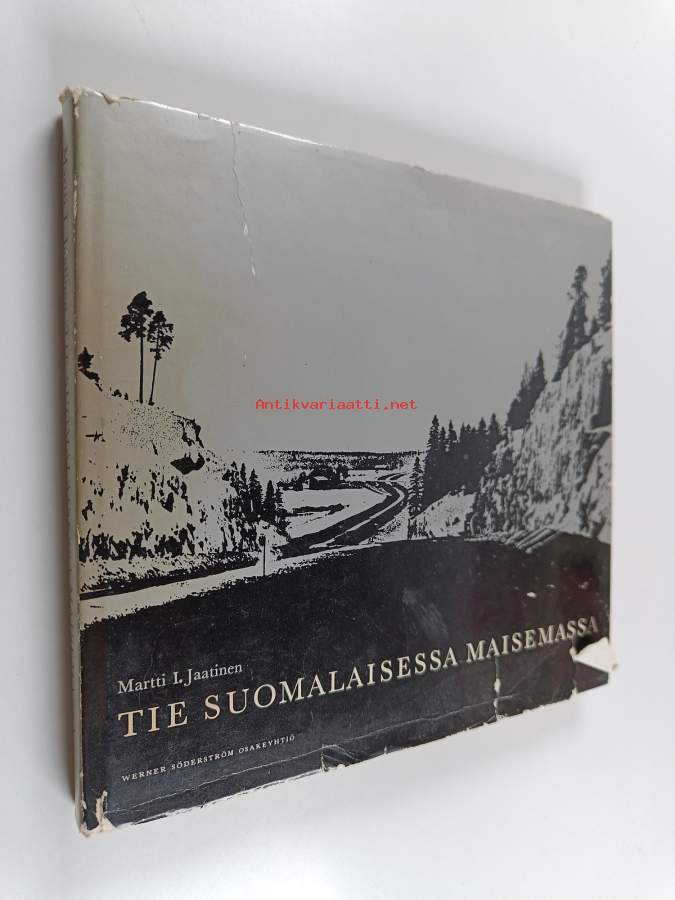 Antikvariaatti.net
Martti I. Jaatinen
TIE SUOMALAISESSA MAISEMASSA
WERNER SÖDERSTRÖM OSAKEYHTIÖ